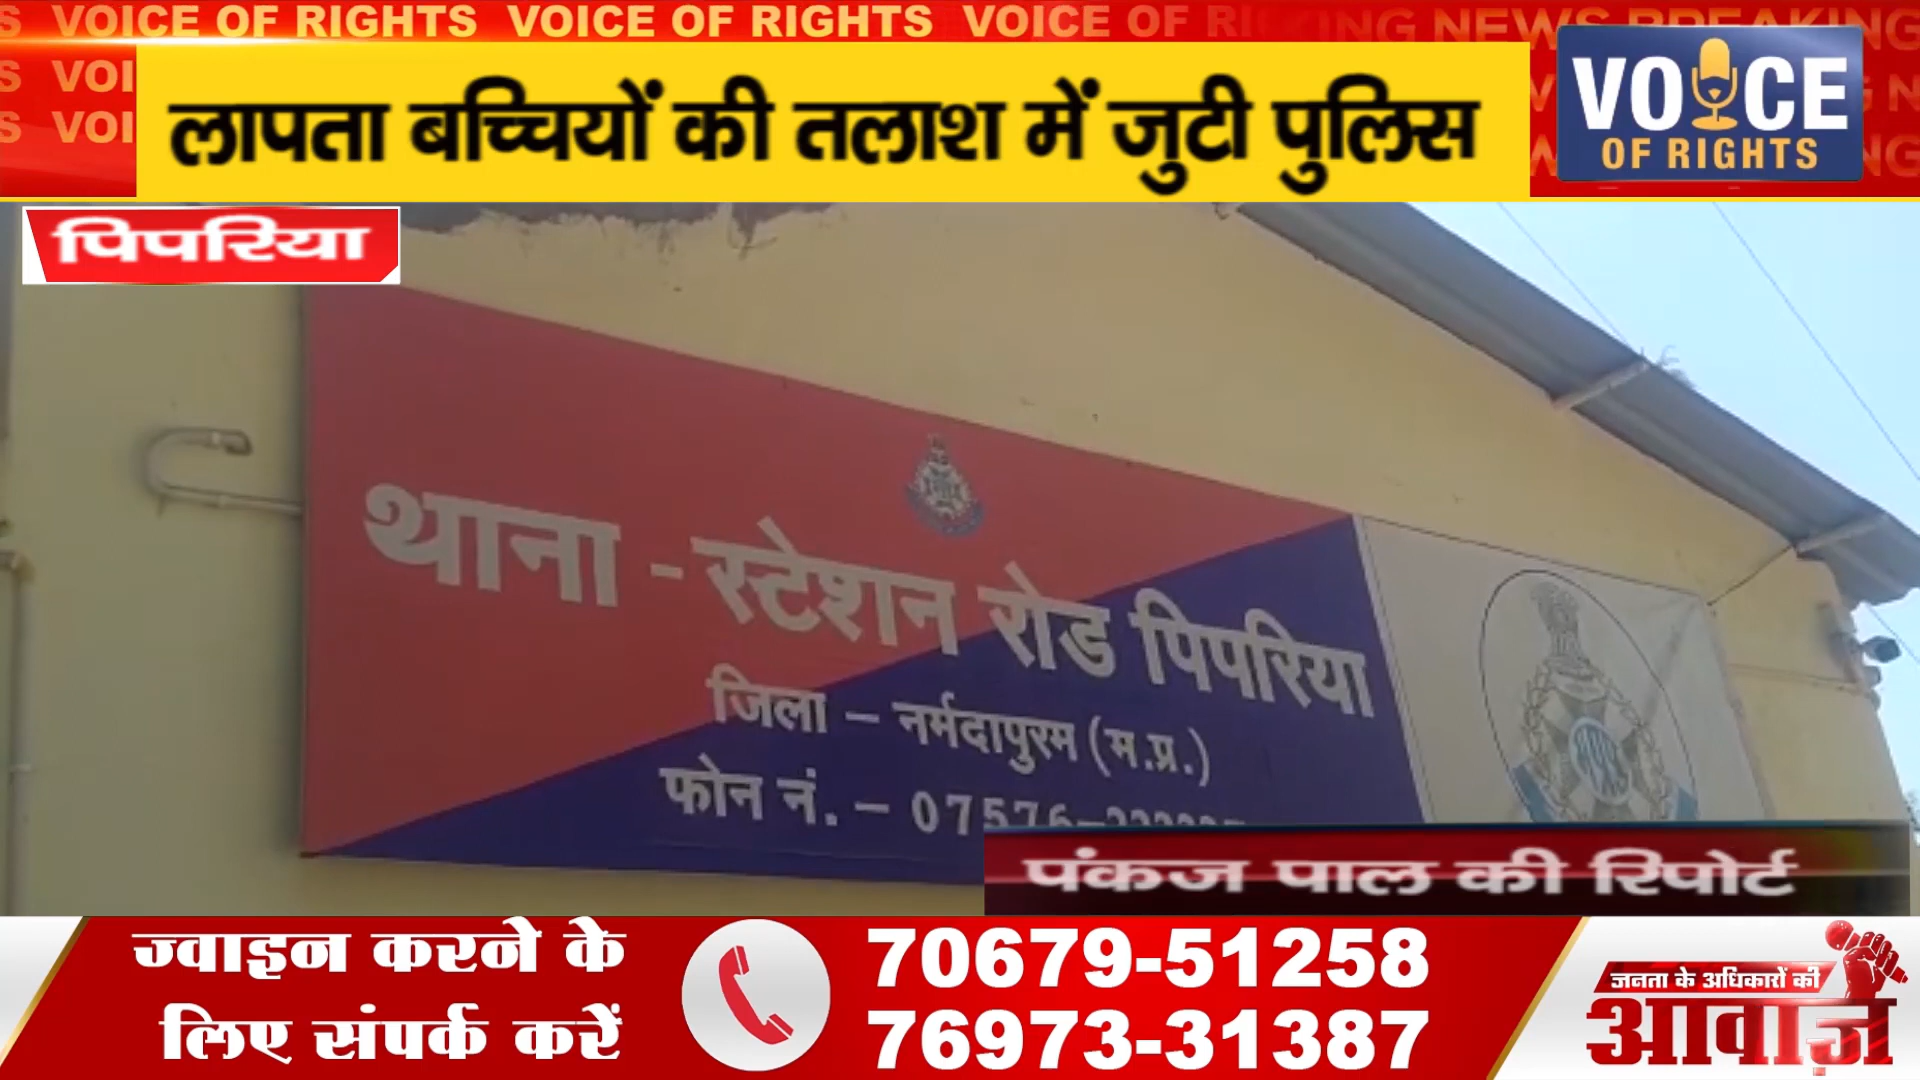 VOICE OF RIGHTS VOICE OF RIGHTS VOICE OF
लापता बच्चियों की तलाश में जुटी पुलिस
VOICE
OF RIGHTS
पिपरिया
थाना - स्टेशन रोड पिपरिया
जिला – नर्मदापुरम (म.प्र.)
फोन नं. – 07576–
पंकज पाल की रिपोर्ट
ज्वाइन करने के
लिए संपर्क करें
70679-51258
76973-31387
जनता के अधिकारों की
आवाज़